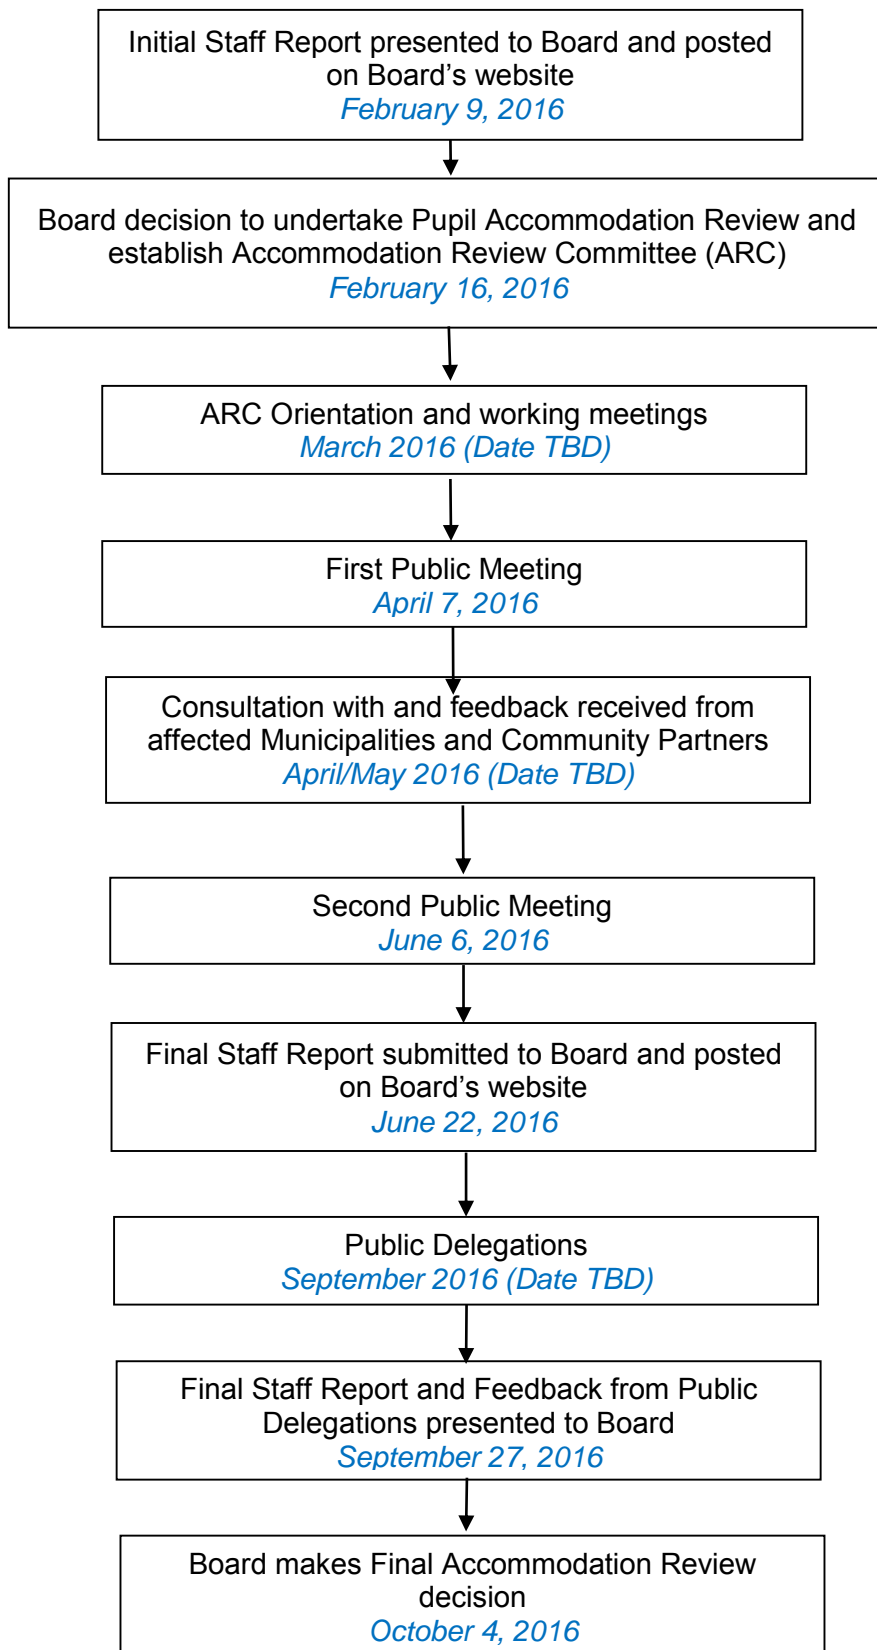 Initial Staff Report presented to Board and posted
on Board’s website
February 9, 2016
Board decision to undertake Pupil Accommodation Review and
establish Accommodation Review Committee (ARC)
February 16, 2016
ARC Orientation and working meetings
March 2016 (Date TBD)
First Public Meeting
April 7, 2016
Consultation with and feedback received from
affected Municipalities and Community Partners
April/May 2016 (Date TBD)
Second Public Meeting
June 6, 2016
Final Staff Report submitted to Board and posted
on Board’s website
June 22, 2016
Public Delegations
September 2016 (Date TBD)
Final Staff Report and Feedback from Public
Delegations presented to Board
September 27, 2016
Board makes Final Accommodation Review
decision
October 4, 2016